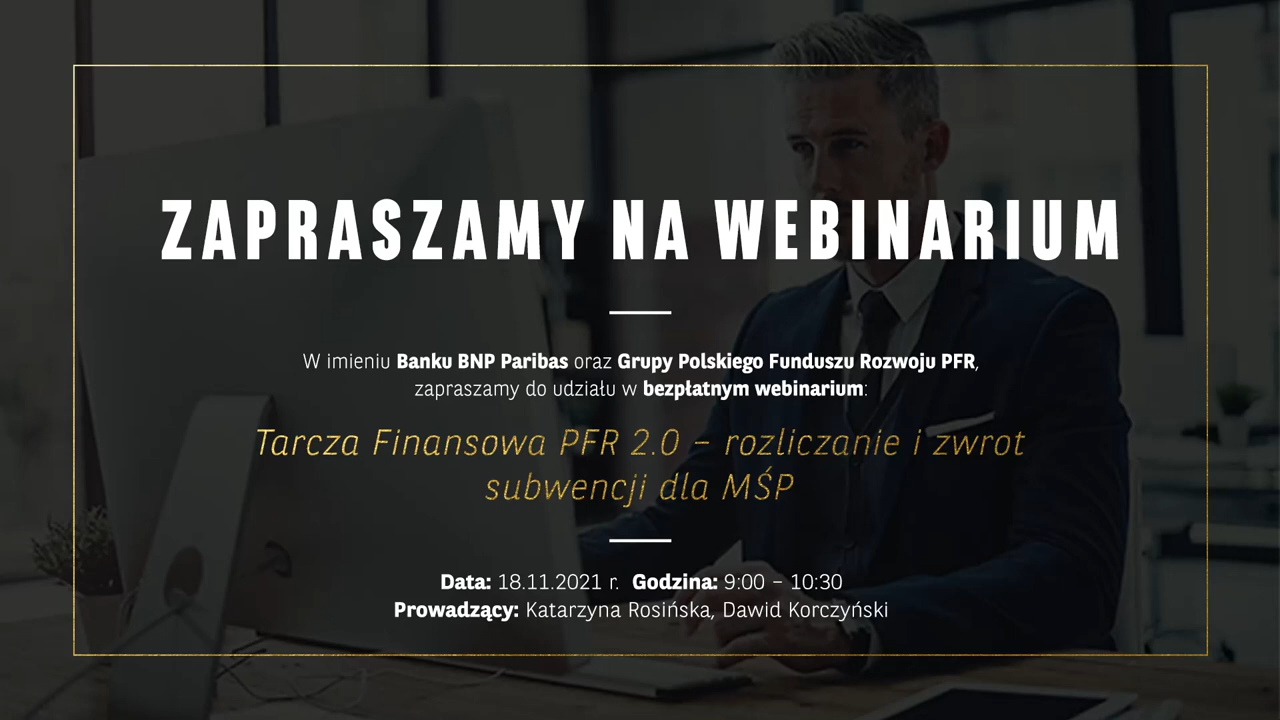 ZAPRASZAMY NA WEBINARIUM
W imieniu Banku BNP Paribas oraz Grupy Polskiego Funduszu Rozwoju PFR,
zapraszamy do udziału w bezpłatnym webinarium:
Tarcza Finansowa PFR 2.0 – rozliczanie i zwrot
subwencji dla MŚP
Data: 18.11.2021 r. Godzina: 9:00 – 10:30
Prowadzący: Katarzyna Rosińska, Dawid Korczyński